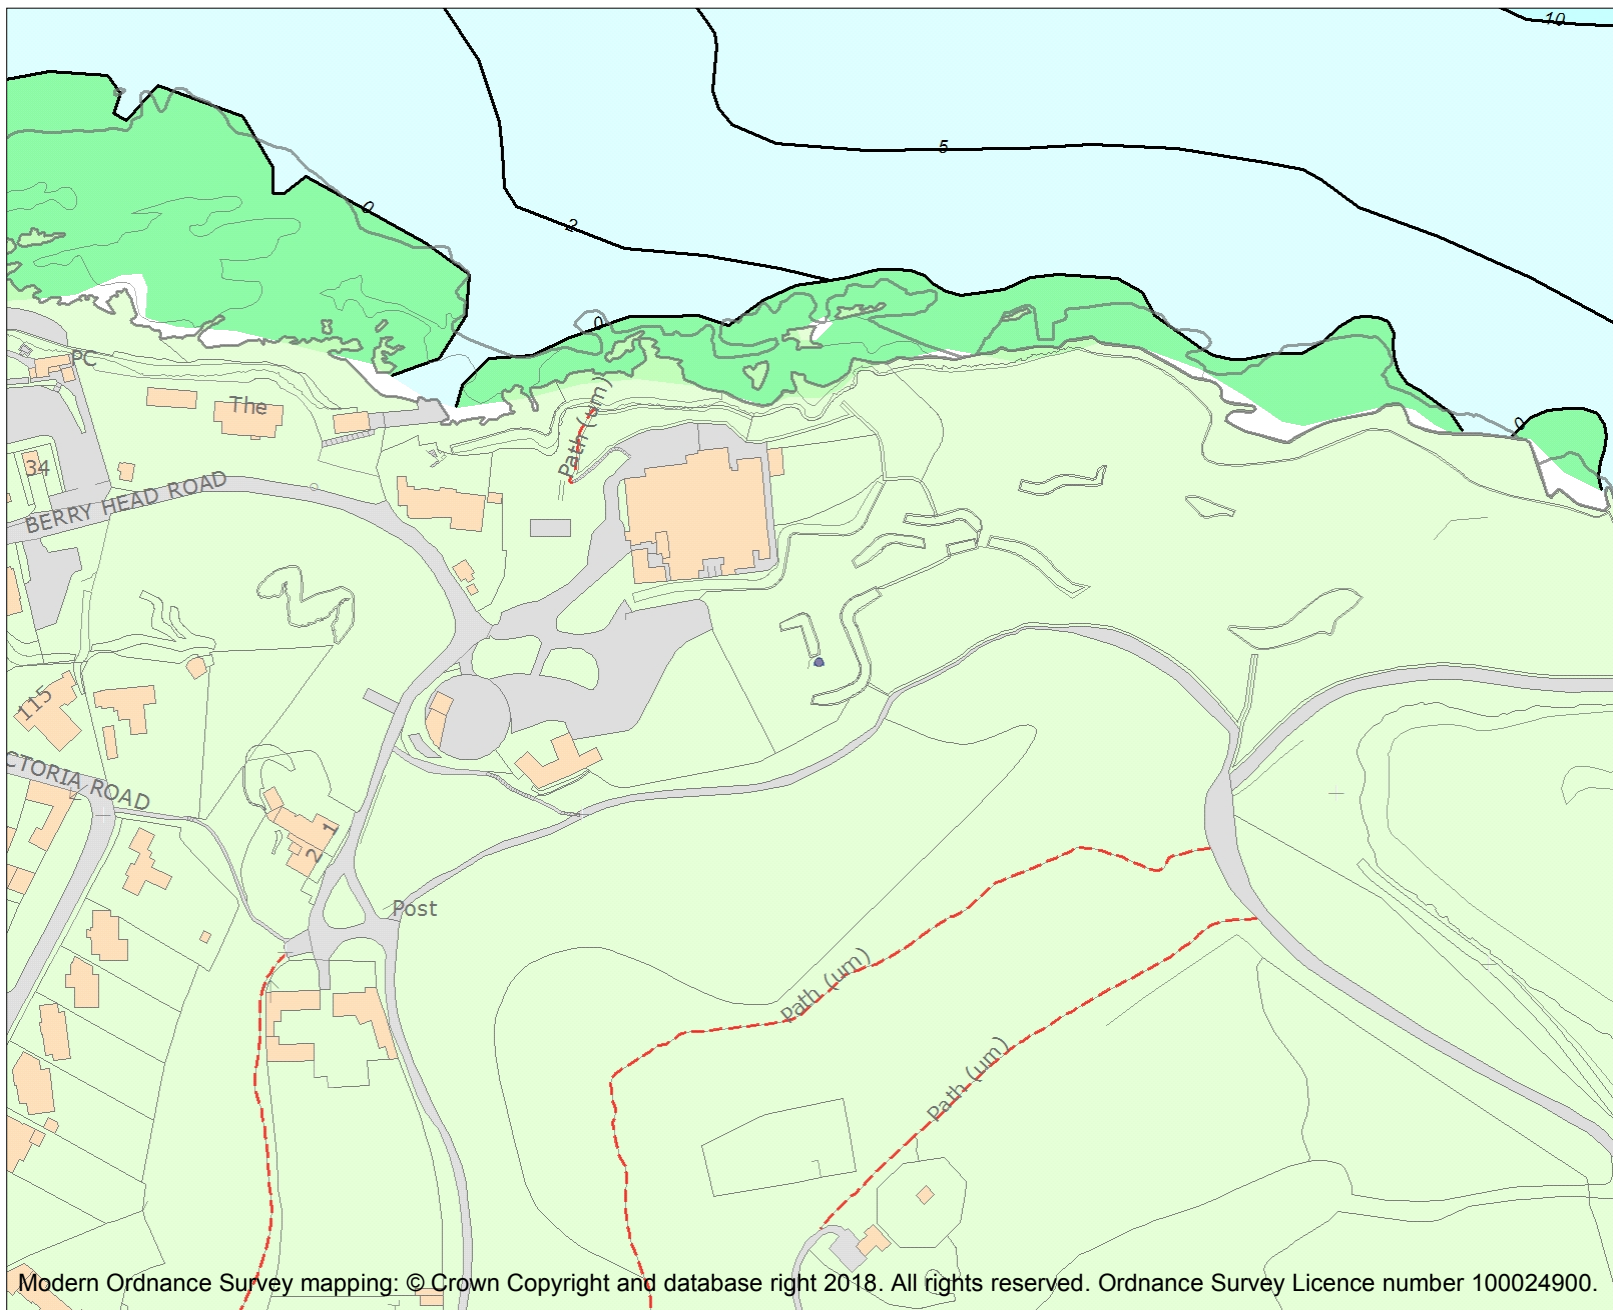 10
5
0
2
0
PC
The
Path (um)
0
34
BERRY HEAD ROAD
115
CTORIA ROAD
1
2
Post
Path (um)
Path (um)
Modern Ordnance Survey mapping: © Crown Copyright and database right 2018. All rights reserved. Ordnance Survey Licence number 100024900.